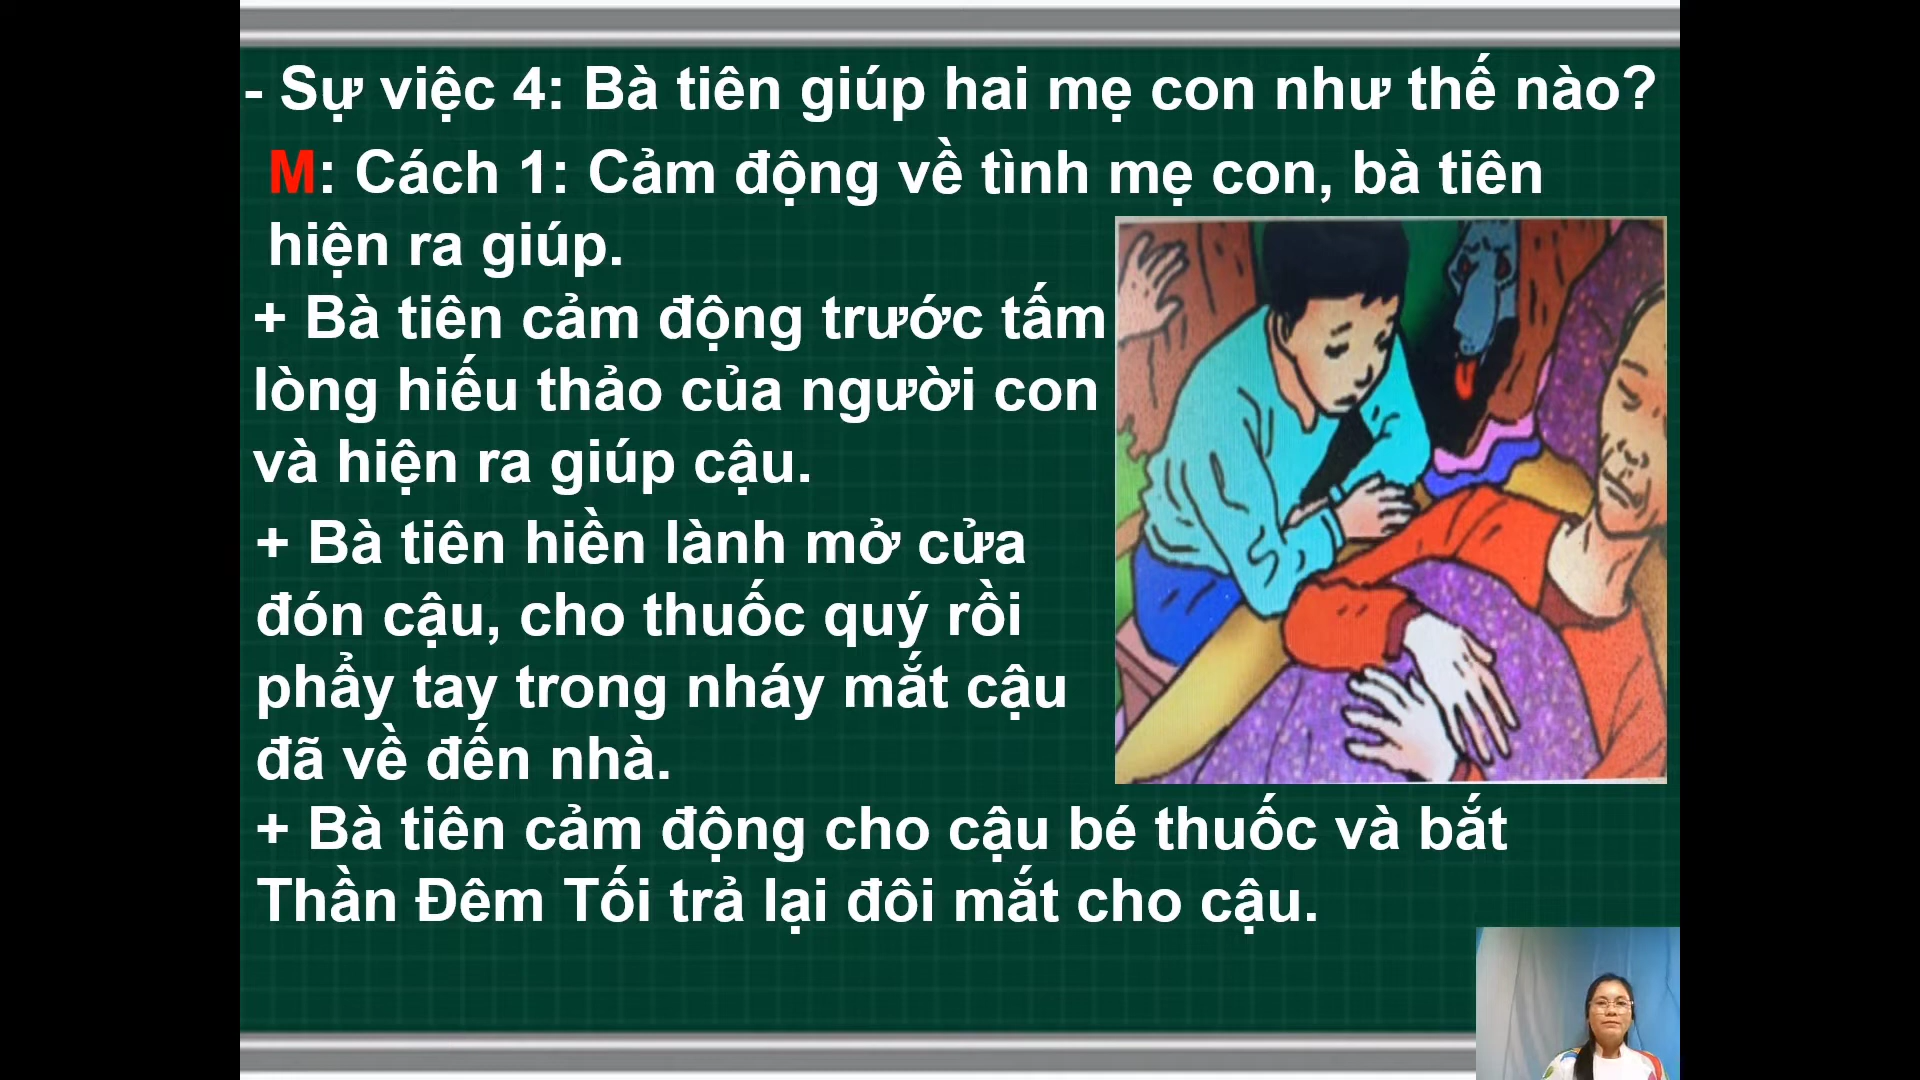 - Sự việc 4: Bà tiên giúp hai mẹ con như thế nào?
M: Cách 1: Cảm động về tình mẹ con, bà tiên
hiện ra giúp.
+ Bà tiên cảm động trước tấm
lòng hiếu thảo của người con
và hiện ra giúp cậu.
+ Bà tiên hiền lành mở cửa
đón cậu, cho thuốc quý rồi
phẩy tay trong nháy mắt cậu
đã về đến nhà.
+ Bà tiên cảm động cho cậu bé thuốc và bắt
Thần Đêm Tối trả lại đôi mắt cho cậu.